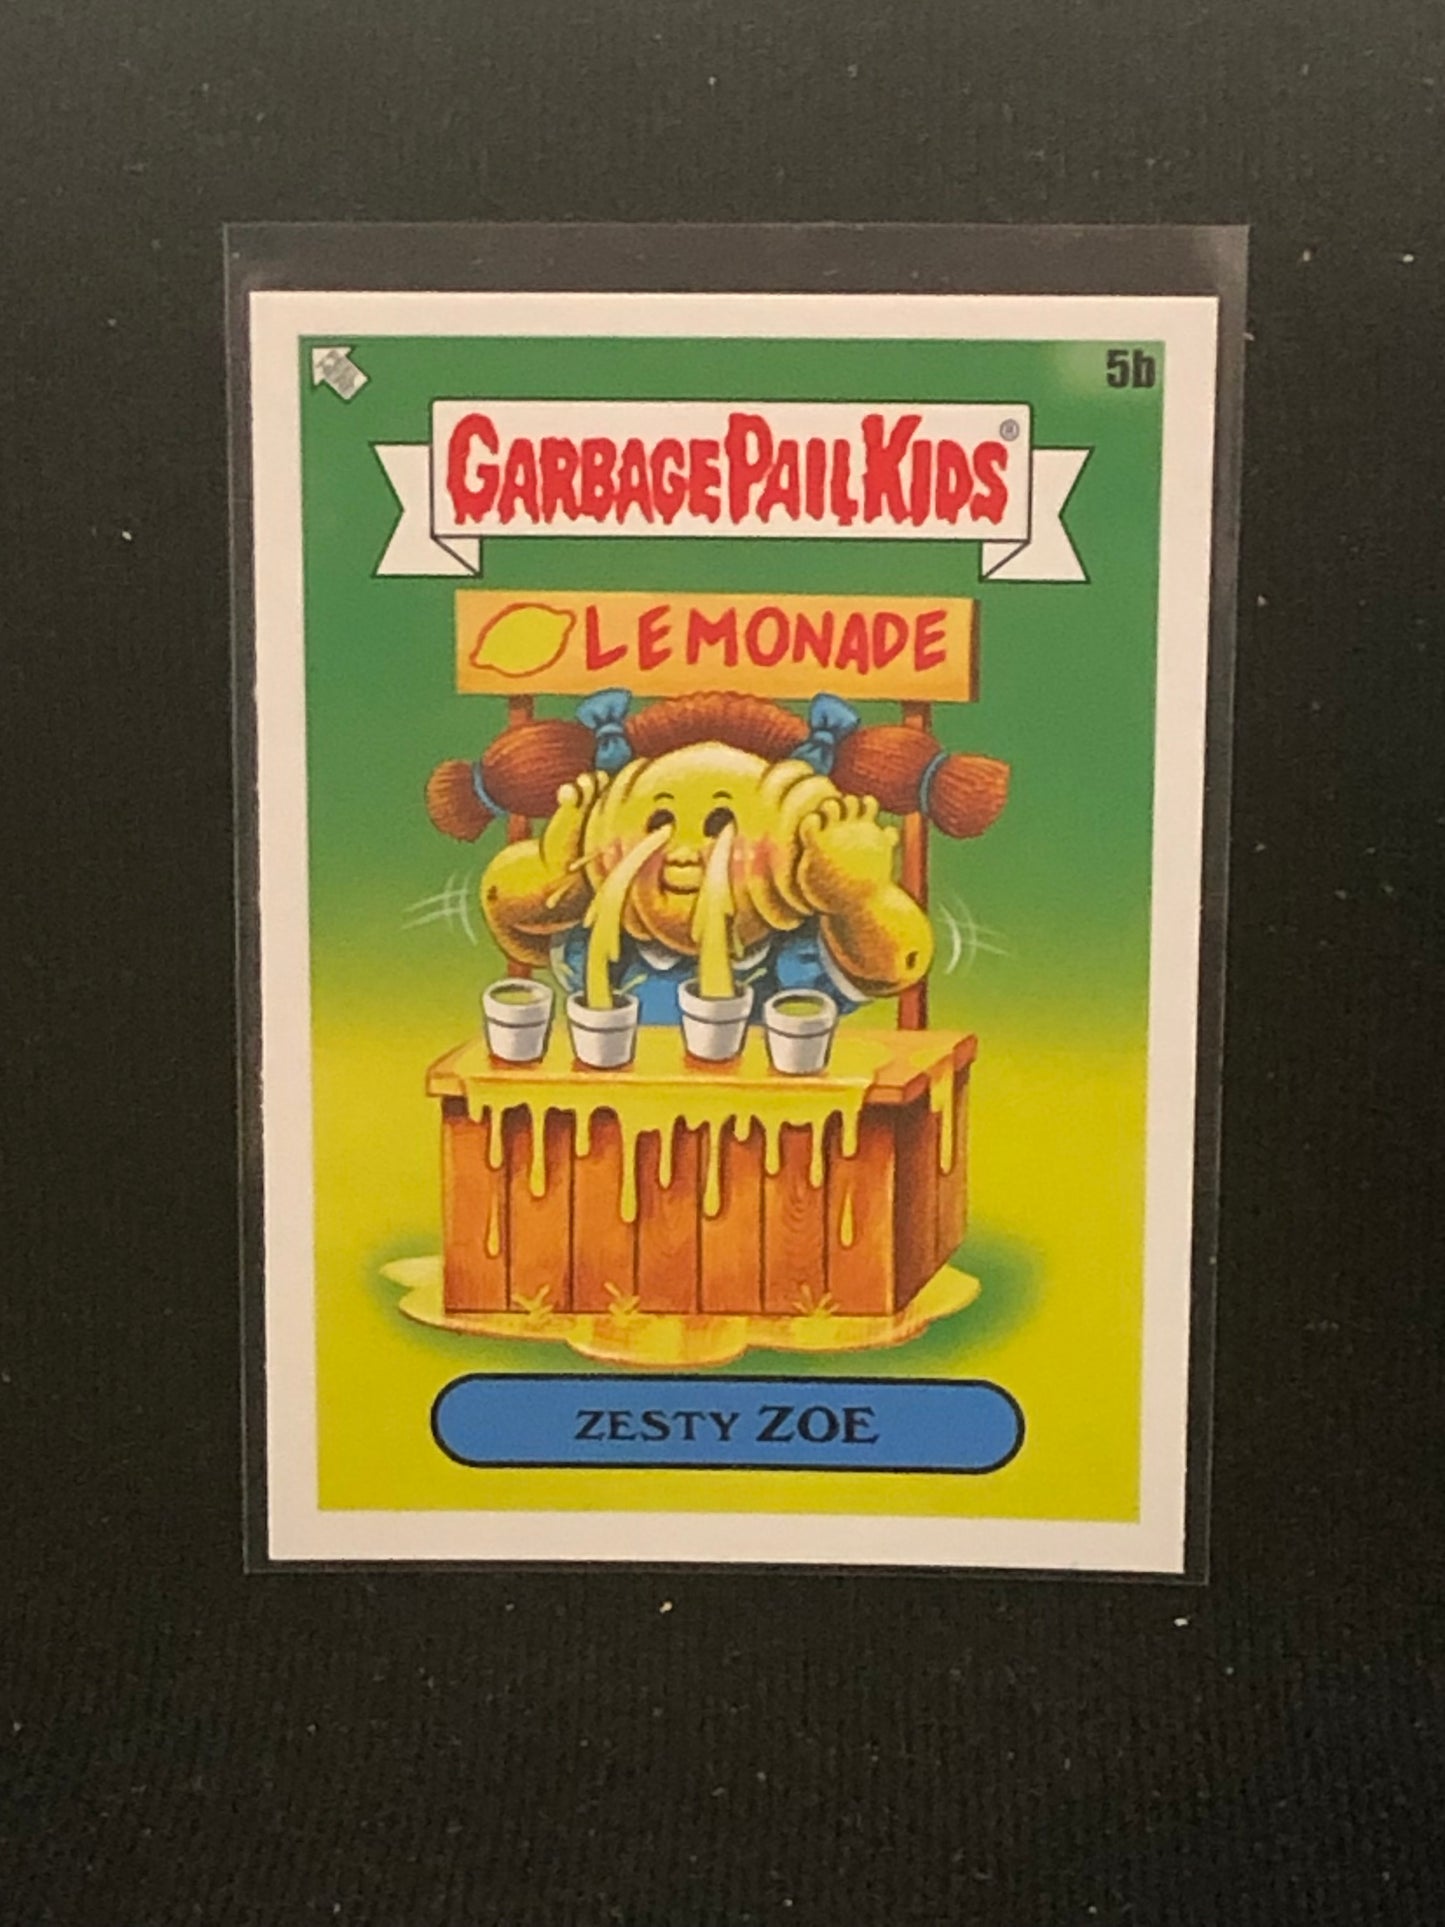 5b
GARBAGE PAIL KIDS®
LEMONADE
ZESTY ZOE